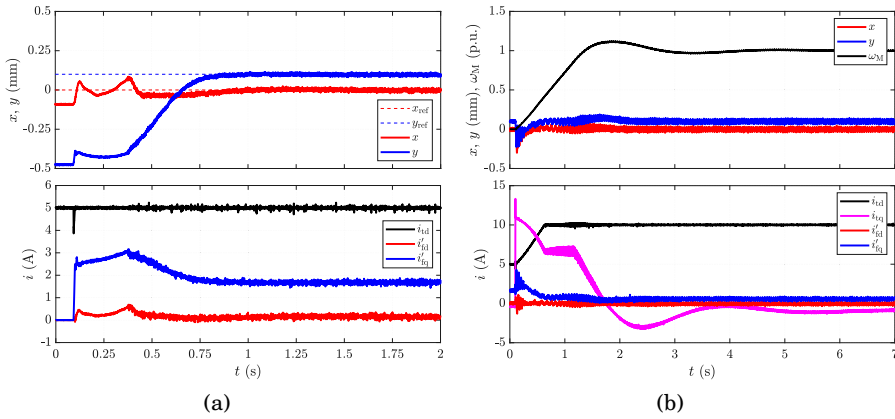 x, y (mm)
0.5
0.25
0
-0.25
-0.5
x_ref
y_ref
x
y
i (A)
6
5
4
3
2
1
0
i_td
i'_fd
i'_fq
0 0.25 0.5 0.75 1 1.25 1.5 1.75 2
t (s)
(a)
x, y (mm), ω_M (p.u.)
1.5
1
0.5
0
-0.5
x
y
ω_M
i (A)
15
10
5
0
-5
i_td
i_tq
i'_fd
i'_fq
0 1 2 3 4 5 6 7
t (s)
(b)